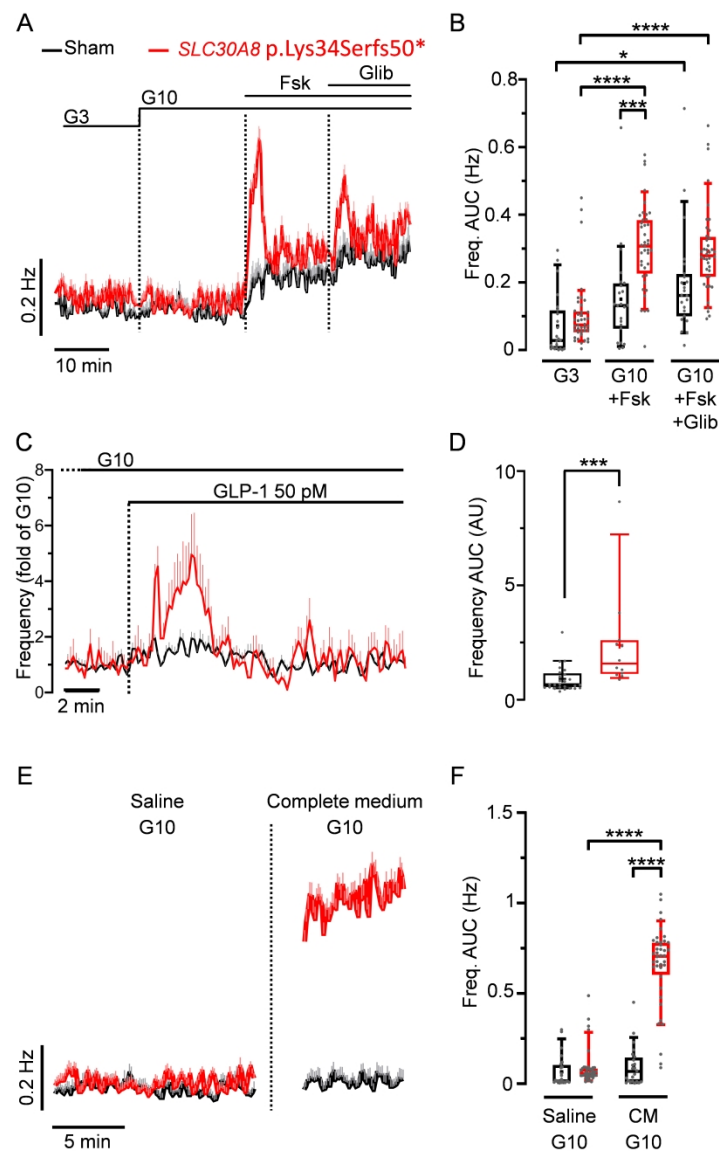 A
B
Sham
SLC30A8 p.Lys34Serfs50*
G3
G10
Fsk
Glib
0.2 Hz
10 min
Freq. AUC (Hz)
0.8
0.6
0.4
0.2
0
*
****
****
***
G3
G10
+Fsk
G10
+Fsk
+Glib
C
D
Frequency (fold of G10)
8
6
4
2
0
G10
GLP-1 50 pM
2 min
Frequency AUC (AU)
10
5
0
***
E
F
Saline
G10
Complete medium
G10
0.2 Hz
5 min
Freq. AUC (Hz)
1.5
1
0.5
0
****
****
Saline
G10
CM
G10